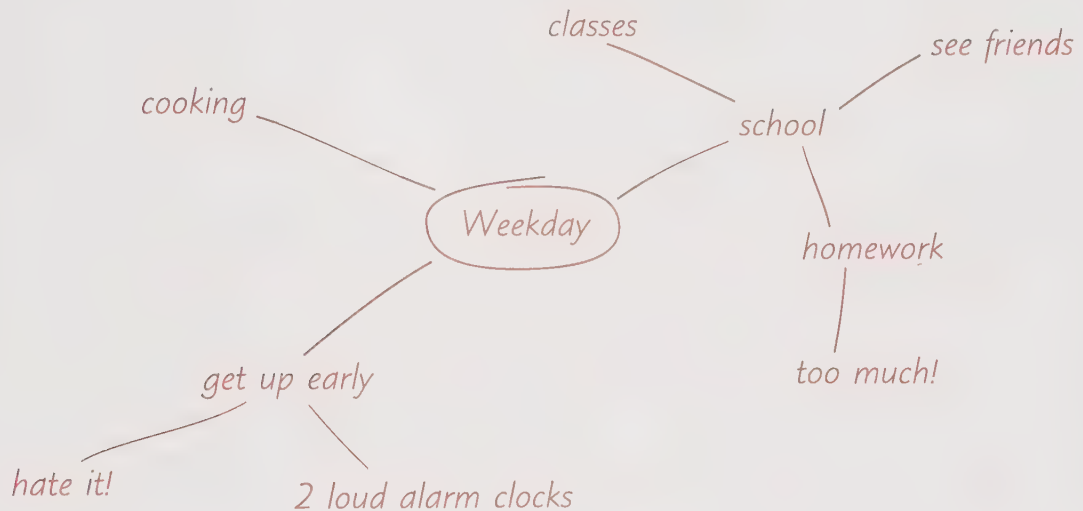 classes
see friends
cooking
school
Weekday
homework
too much!
get up early
hate it!
2 loud alarm clocks